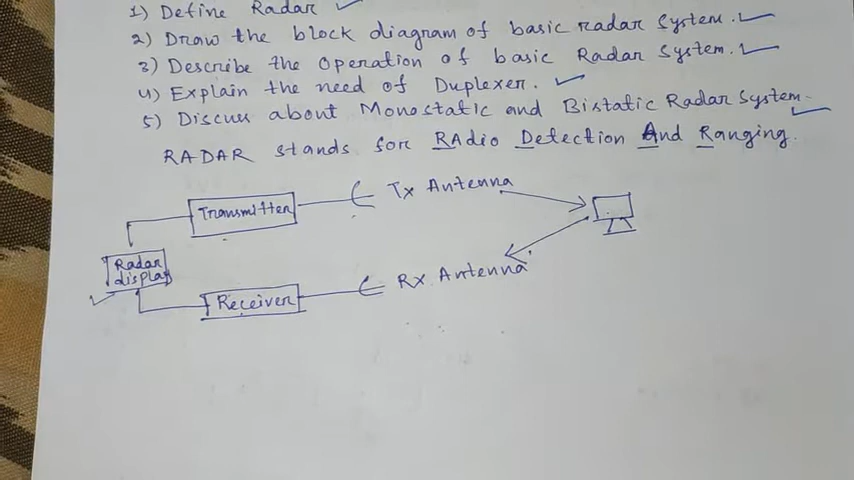 1) Define Radar
2) Draw the block diagram of basic radar system.
3) Describe the operation of basic Radar system.
4) Explain the need of Duplexer.
5) Discuss about Monostatic and Bistatic Radar System.
RADAR stands for RAdio Detection And Ranging.
Transmitter
Tx Antenna
Radar display
Receiver
Rx Antenna